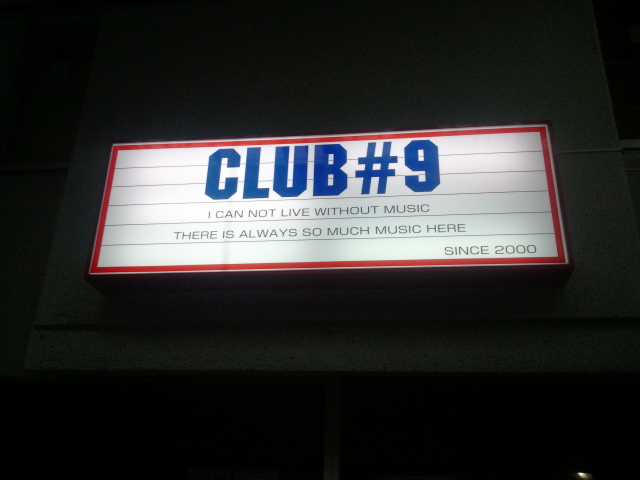 CLUB#9
I CAN NOT LIVE WITHOUT MUSIC
THERE IS ALWAYS SO MUCH MUSIC HERE
SINCE 2000